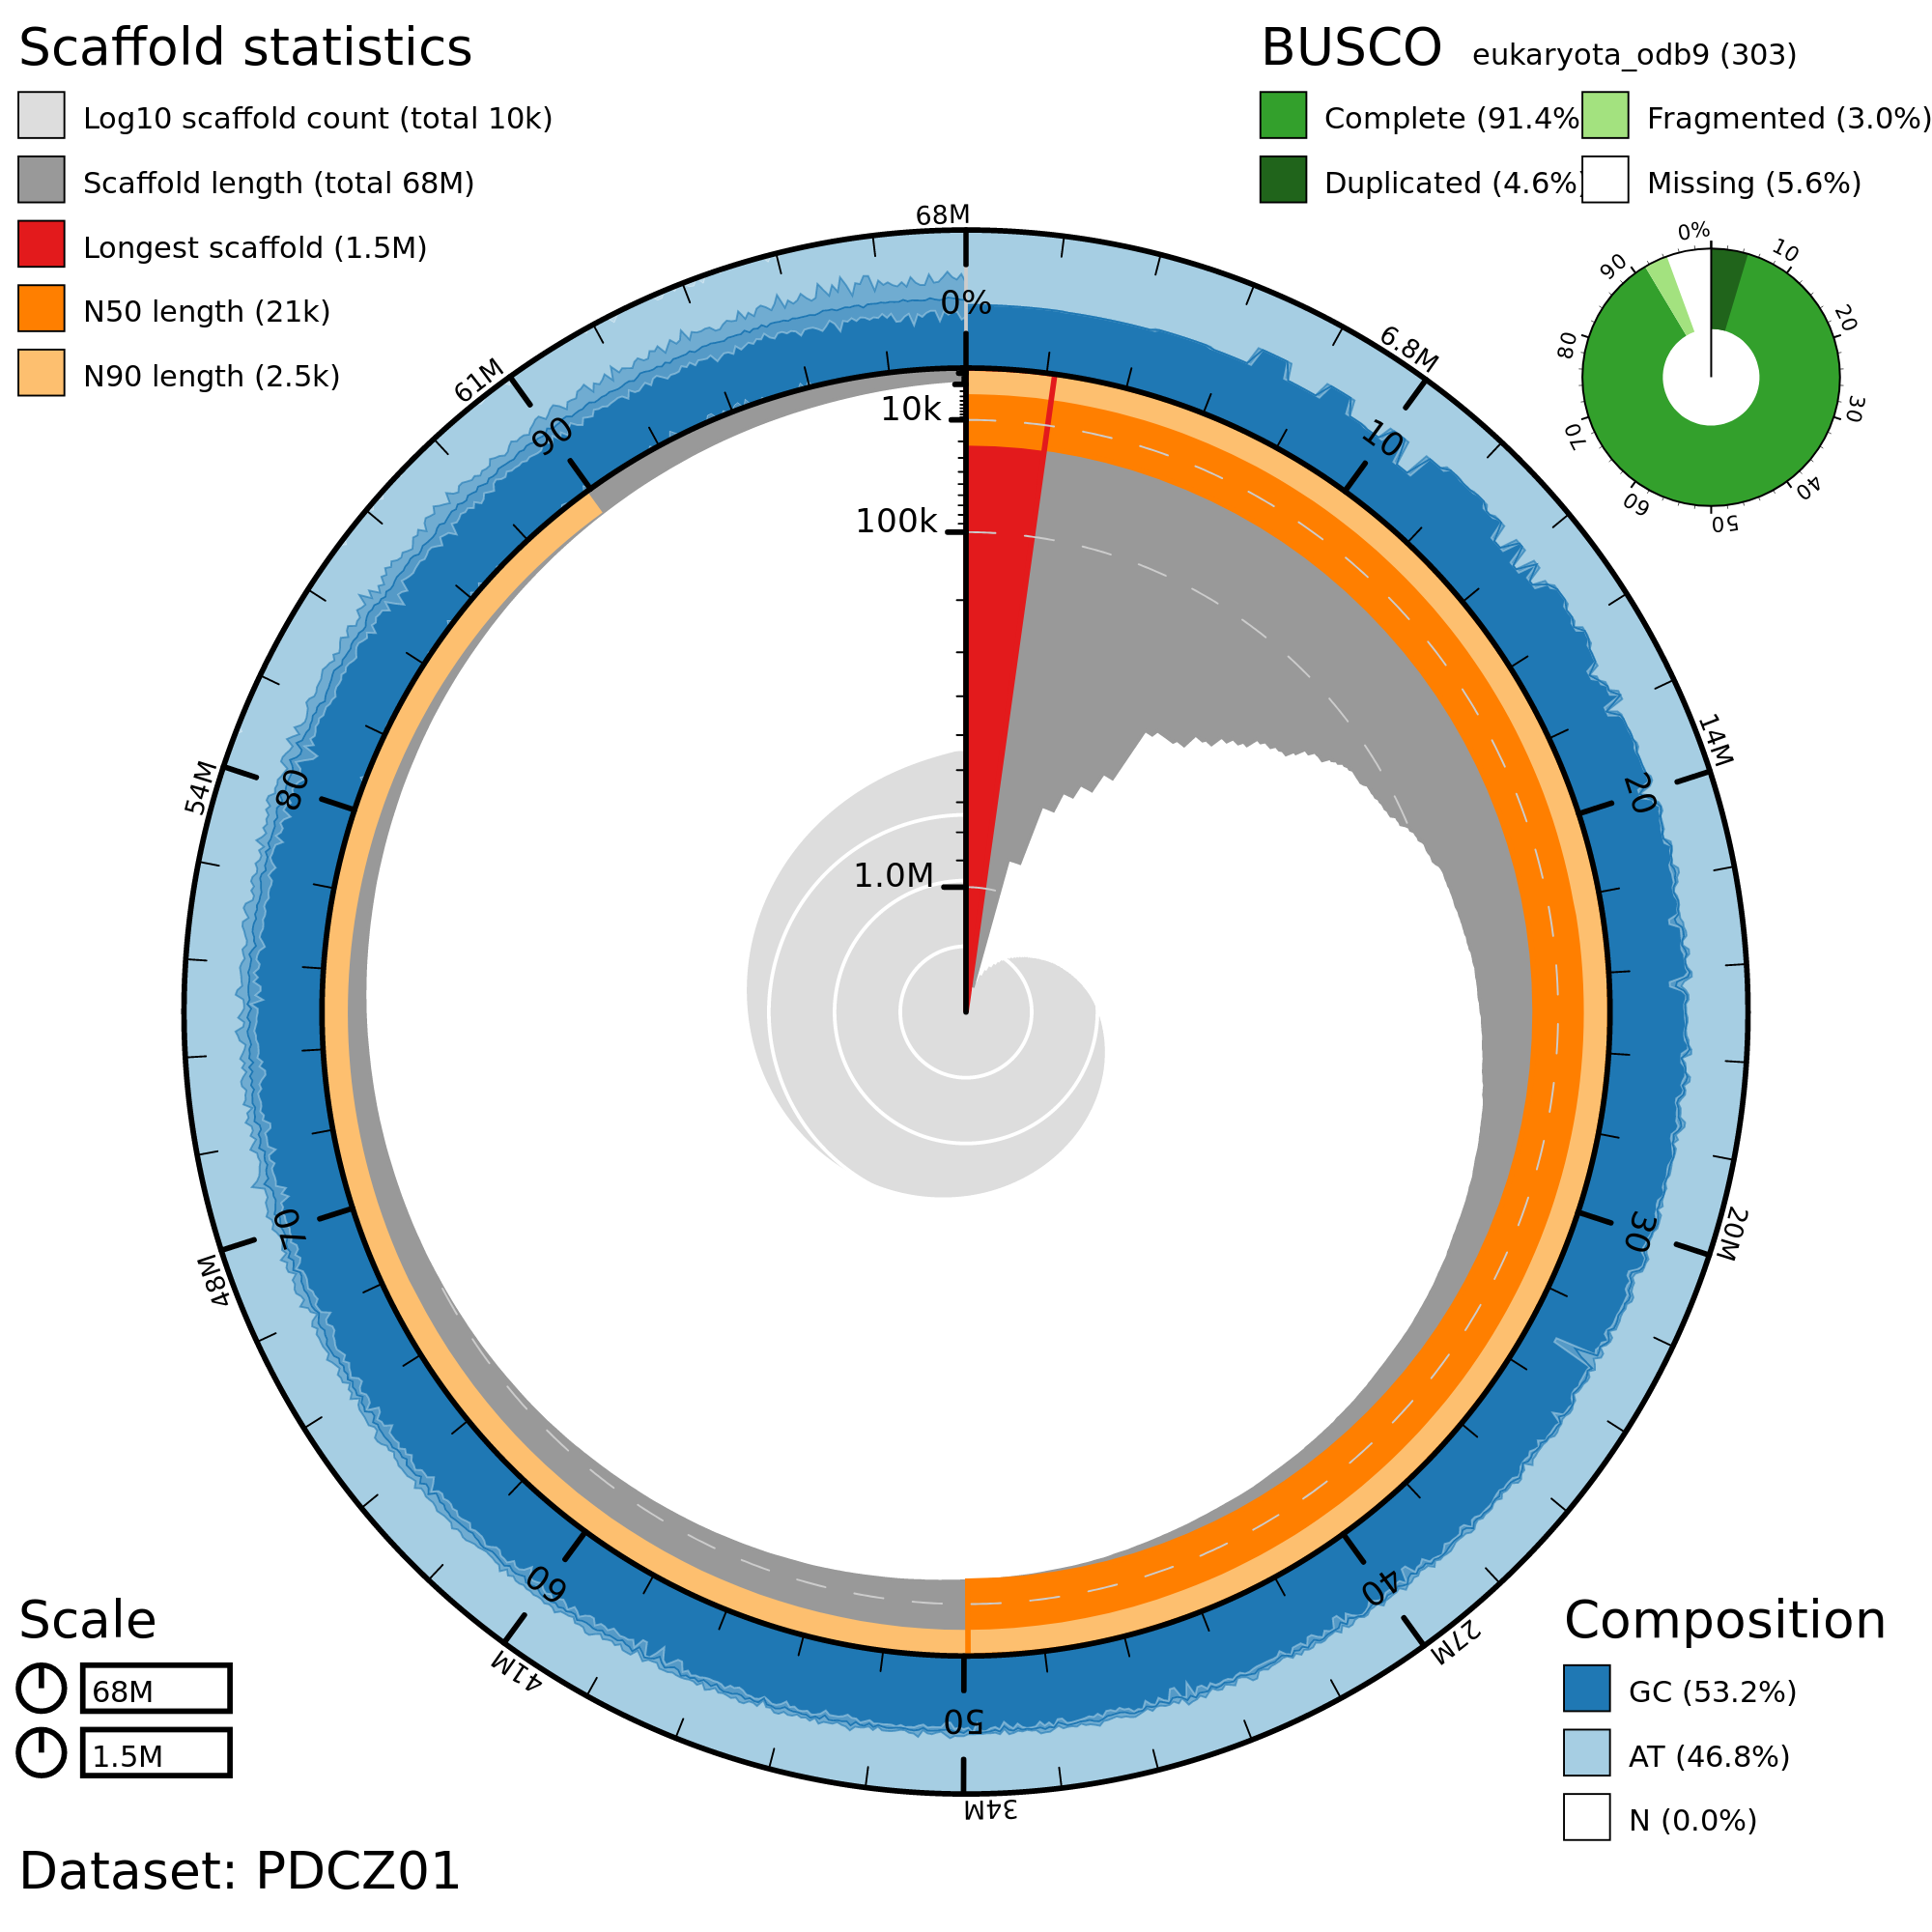 Scaffold statistics
Log10 scaffold count (total 10k)
Scaffold length (total 68M)
Longest scaffold (1.5M)
N50 length (21k)
N90 length (2.5k)
BUSCO eukaryota_odb9 (303)
Complete (91.4%
Fragmented (3.0%)
Duplicated (4.6%)
Missing (5.6%)
0%
10
20
30
40
50
60
70
80
90
68M
6.8M
14M
20M
27M
34M
41M
48M
54M
61M
0%
10
20
30
40
50
60
70
80
90
10k
100k
1.0M
Scale
68M
1.5M
Composition
GC (53.2%)
AT (46.8%)
N (0.0%)
Dataset: PDCZ01